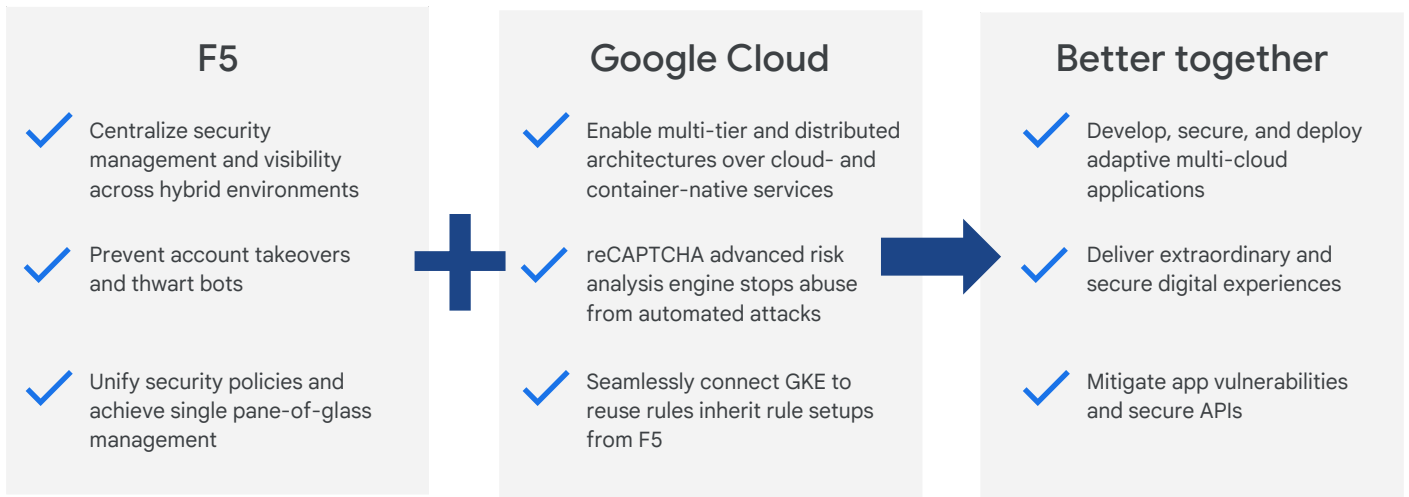 F5
Centralize security
management and visibility
across hybrid environments
Prevent account takeovers
and thwart bots
Unify security policies and
achieve single pane-of-glass
management
Google Cloud
Enable multi-tier and distributed
architectures over cloud- and
container-native services
reCAPTCHA advanced risk
analysis engine stops abuse
from automated attacks
Seamlessly connect GKE to
reuse rules inherit rule setups
from F5
Better together
Develop, secure, and deploy
adaptive multi-cloud
applications
Deliver extraordinary and
secure digital experiences
Mitigate app vulnerabilities
and secure APIs